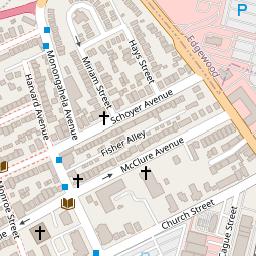 P
Edgewood
Hays Street
Miriam Street
Monongahela Avenue
Harvard Avenue
Schoyer Avenue
Fisher Alley
McClure Avenue
Monroe Street
Church Street
P